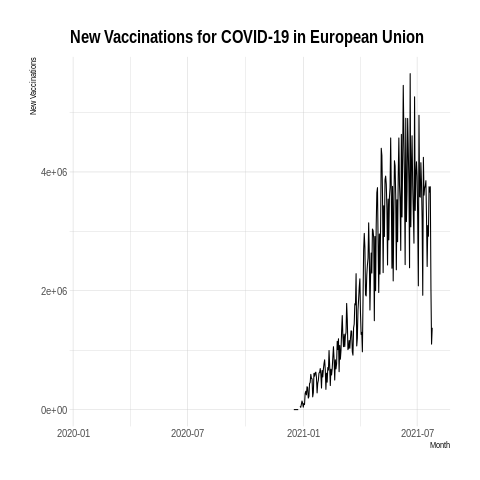 New Vaccinations for COVID-19 in European Union
New Vaccinations
4e+06
2e+06
0e+00
2020-01
2020-07
2021-01
2021-07
Month